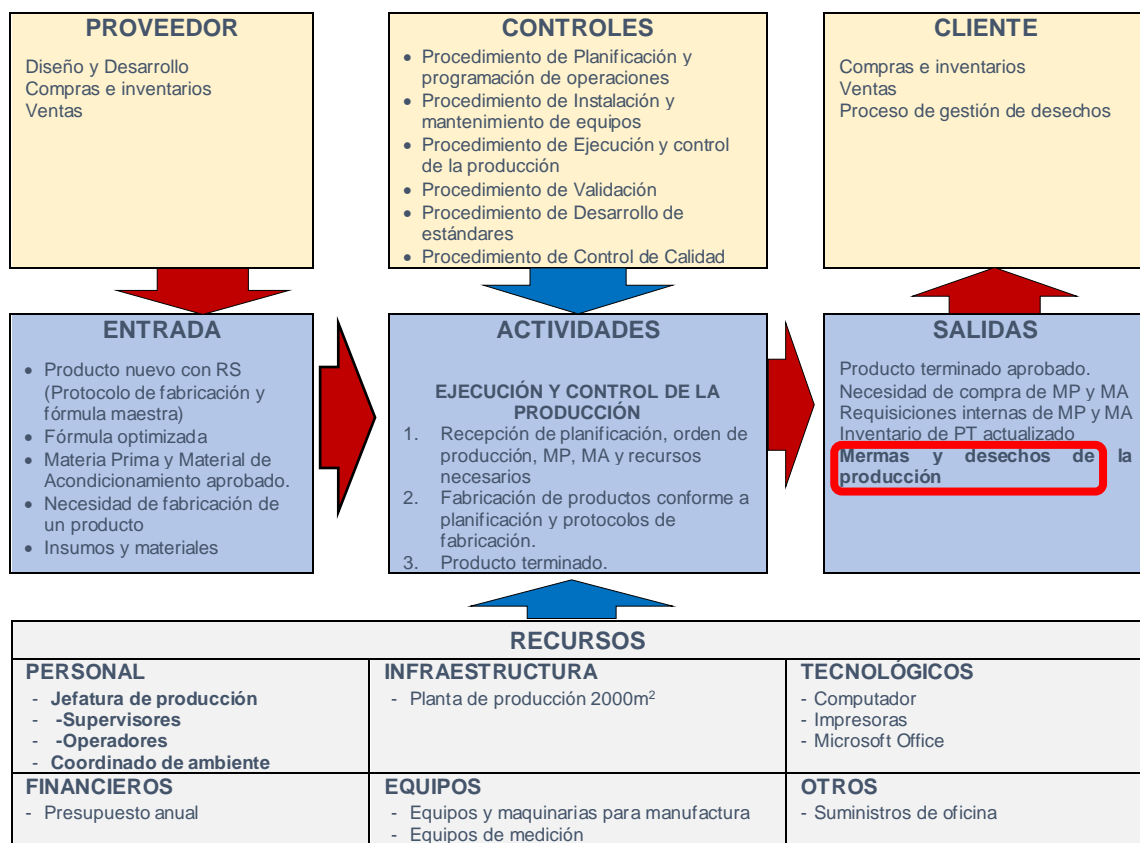 PROVEEDOR
Diseño y Desarrollo
Compras e inventarios
Ventas
CONTROLES
• Procedimiento de Planificación y
programación de operaciones
• Procedimiento de Instalación y
mantenimiento de equipos
• Procedimiento de Ejecución y control
de la producción
• Procedimiento de Validación
• Procedimiento de Desarrollo de
estándares
• Procedimiento de Control de Calidad
CLIENTE
Compras e inventarios
Ventas
Proceso de gestión de desechos
ENTRADA
• Producto nuevo con RS
(Protocolo de fabricación y
fórmula maestra)
• Fórmula optimizada
• Materia Prima y Material de
Acondicionamiento aprobado.
• Necesidad de fabricación de
un producto
• Insumos y materiales
ACTIVIDADES
EJECUCIÓN Y CONTROL DE LA
PRODUCCIÓN
1. Recepción de planificación, orden de
producción, MP, MA y recursos
necesarios
2. Fabricación de productos conforme a
planificación y protocolos de
fabricación.
3. Producto terminado.
SALIDAS
Producto terminado aprobado.
Necesidad de compra de MP y MA
Requisiciones internas de MP y MA
Inventario de PT actualizado
Mermas y desechos de la
producción
RECURSOS
PERSONAL
- Jefatura de producción
- -Supervisores
- -Operadores
- Coordinado de ambiente
INFRAESTRUCTURA
- Planta de producción 2000m²
TECNOLÓGICOS
- Computador
- Impresoras
- Microsoft Office
FINANCIEROS
- Presupuesto anual
EQUIPOS
- Equipos y maquinarias para manufactura
- Equipos de medición
OTROS
- Suministros de oficina